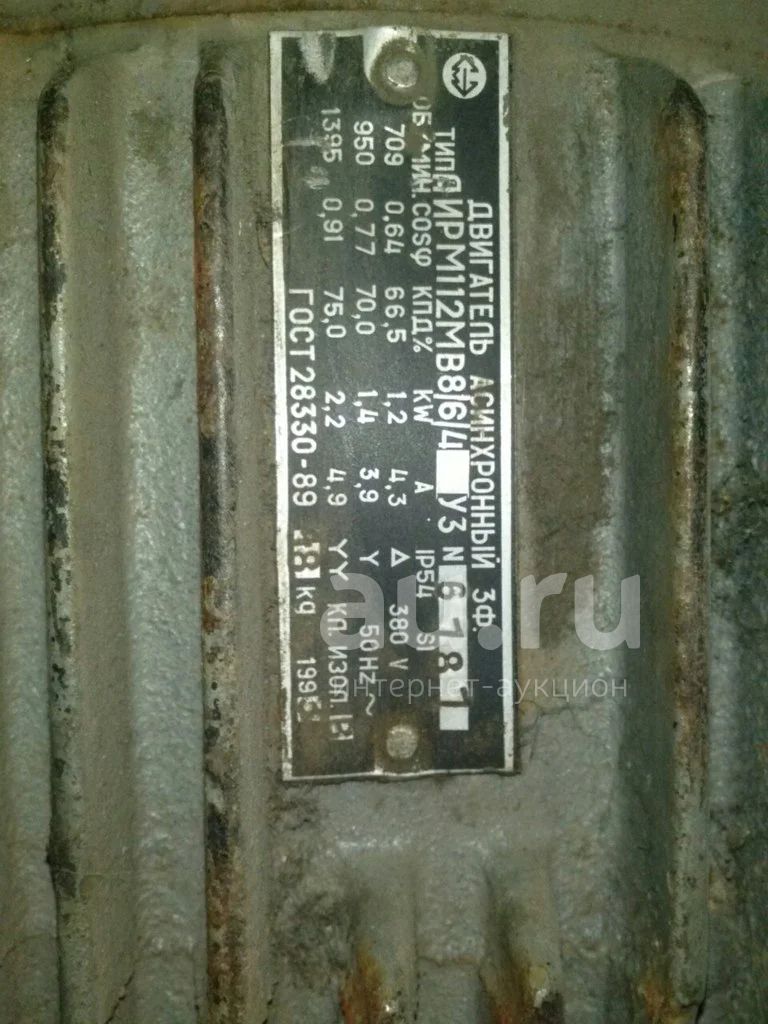 ДВИГАТЕЛЬ АСИНХРОННЫЙ 3Ф.
ТИП АИРМ112МВ8/6/4 У3 N 6781
ОБ/МИН. COSφ КПД% KW A IP54 S1
709 0,64 66,5 1,2 4,3 Δ 380 V
950 0,77 70,0 1,4 3,9 Y 50HZ ~
1395 0,91 75,0 2,2 4,9 YY КЛ. ИЗОЛ.
ГОСТ 28330-89 kg
au.ru
интернет-аукцион